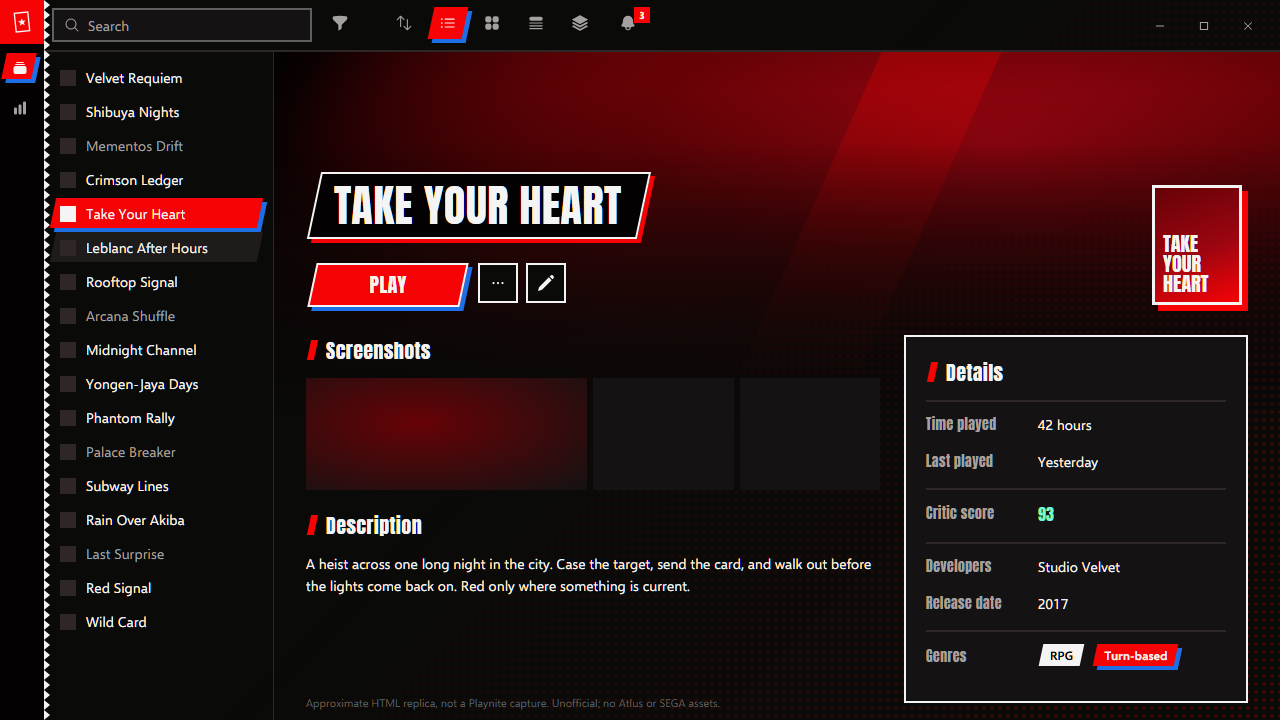 Search
3
Velvet Requiem
Shibuya Nights
Mementos Drift
Crimson Ledger
Take Your Heart
Leblanc After Hours
Rooftop Signal
Arcana Shuffle
Midnight Channel
Yongen-Jaya Days
Phantom Rally
Palace Breaker
Subway Lines
Rain Over Akiba
Last Surprise
Red Signal
Wild Card
TAKE YOUR HEART
PLAY
TAKE
YOUR
HEART
Screenshots
Description
A heist across one long night in the city. Case the target, send the card, and walk out before
the lights come back on. Red only where something is current.
Details
Time played 42 hours
Last played Yesterday
Critic score 93
Developers Studio Velvet
Release date 2017
Genres RPG Turn-based
Approximate HTML replica, not a Playnite capture. Unofficial; no Atlus or SEGA assets.